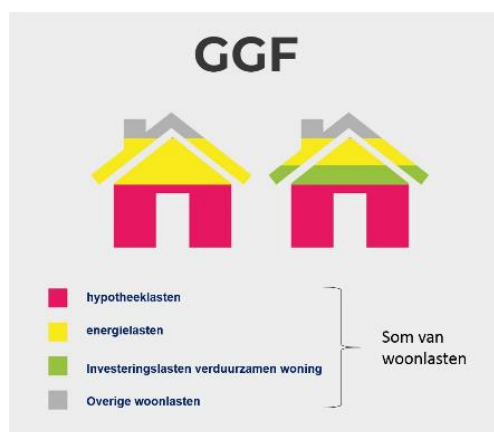 GGF
hypotheeklasten
energielasten
Investeringslasten verduurzamen woning
Overige woonlasten
Som van
woonlasten